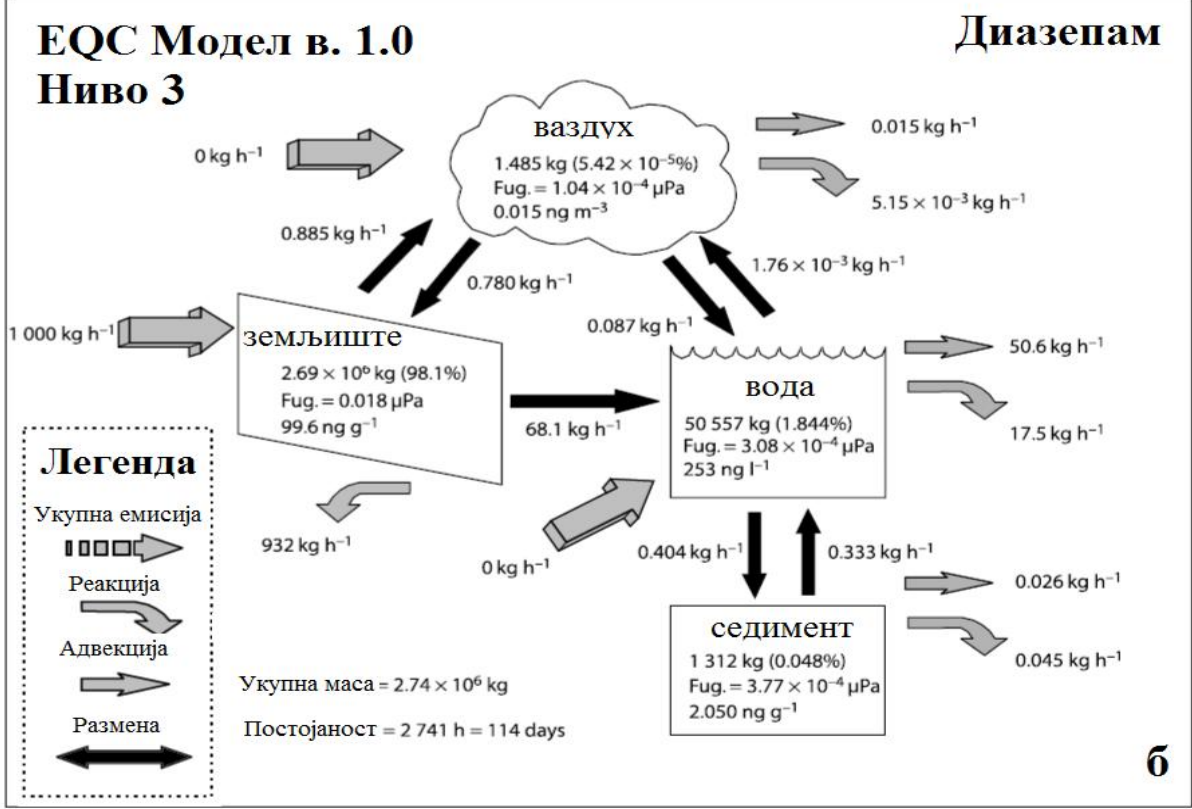 EQC Модел в. 1.0
Ниво 3
Диазепам
0 kg h⁻¹
ваздух
1.485 kg (5.42 × 10⁻⁵%)
Fug. = 1.04 × 10⁻⁴ µPa
0.015 ng m⁻³
0.015 kg h⁻¹
5.15 × 10⁻³ kg h⁻¹
0.885 kg h⁻¹
0.780 kg h⁻¹
0.087 kg h⁻¹
1.76 × 10⁻³ kg h⁻¹
1 000 kg h⁻¹
земљиште
2.69 × 10⁶ kg (98.1%)
Fug. = 0.018 µPa
99.6 ng g⁻¹
68.1 kg h⁻¹
932 kg h⁻¹
вода
50 557 kg (1.844%)
Fug. = 3.08 × 10⁻⁴ µPa
253 ng l⁻¹
50.6 kg h⁻¹
17.5 kg h⁻¹
0 kg h⁻¹
0.404 kg h⁻¹
0.333 kg h⁻¹
седимент
1 312 kg (0.048%)
Fug. = 3.77 × 10⁻⁴ µPa
2.050 ng g⁻¹
0.026 kg h⁻¹
0.045 kg h⁻¹
Легенда
Укупна емисија
Реакција
Адвекција
Размена
Укупна маса = 2.74 × 10⁶ kg
Постојаност = 2 741 h = 114 days
б